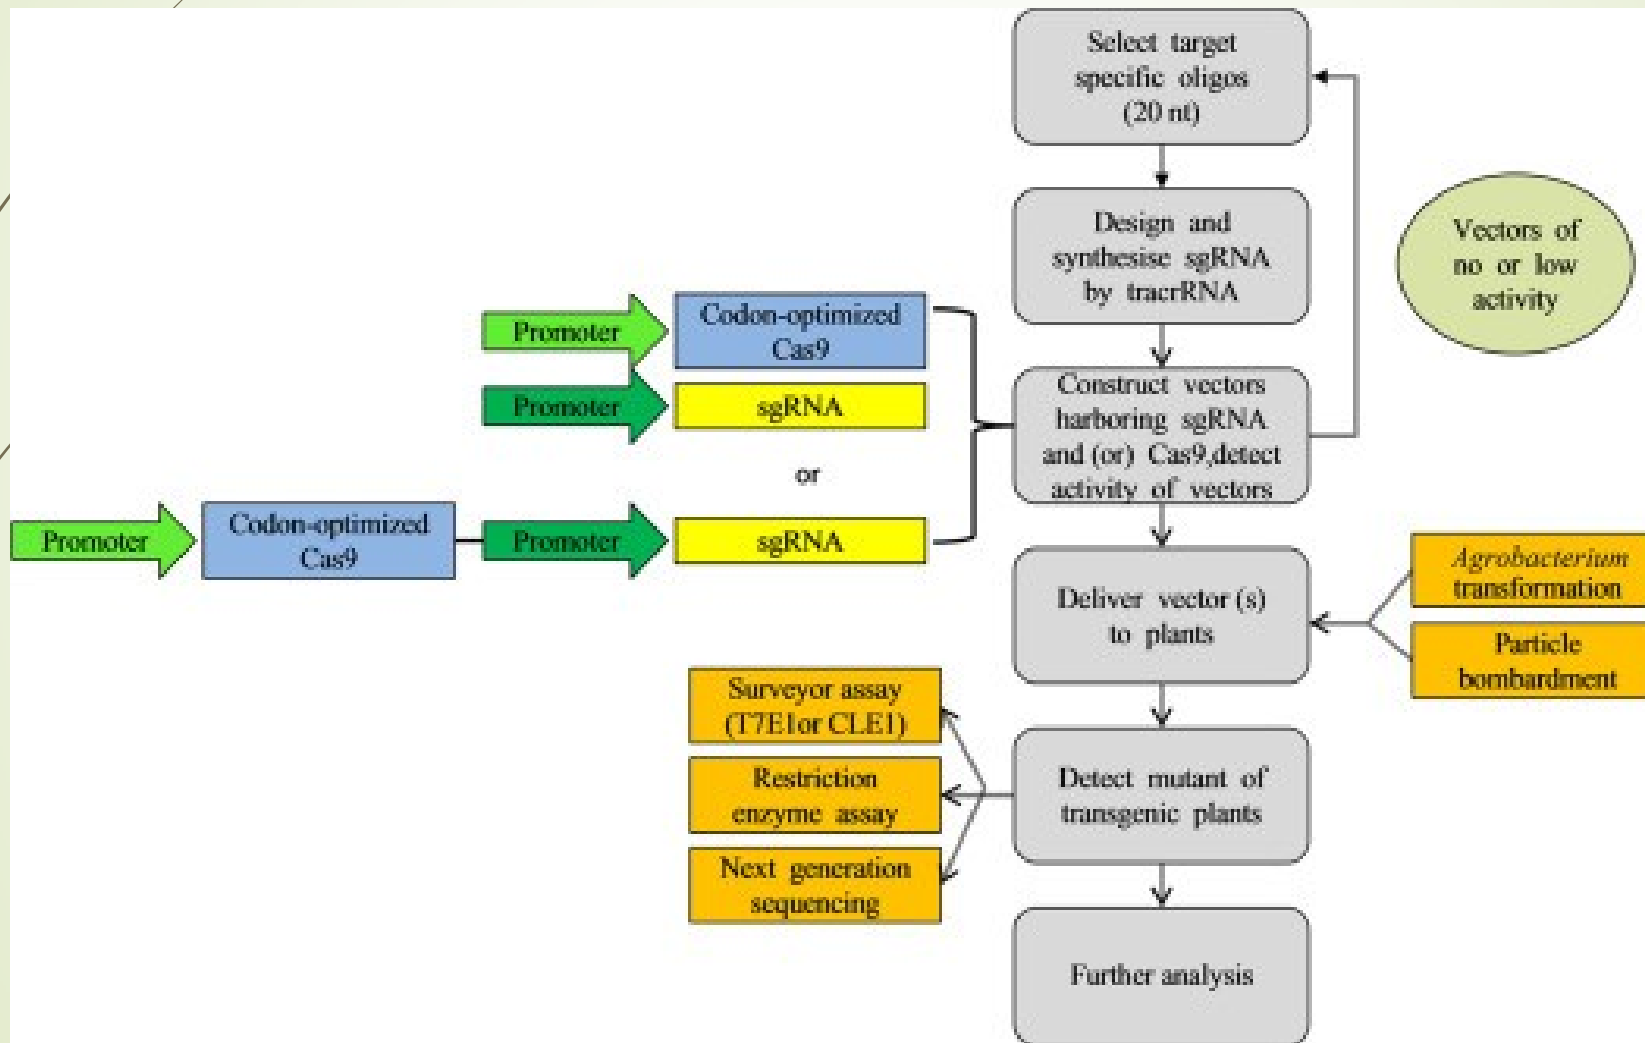 Select target
specific oligos
(20 nt)
Design and
synthesise sgRNA
by tracrRNA
Vectors of
no or low
activity
Promoter
Codon-optimized
Cas9
Promoter
sgRNA
or
Promoter
Codon-optimized
Cas9
Promoter
sgRNA
Construct vectors
harboring sgRNA
and (or) Cas9,detect
activity of vectors
Deliver vector (s)
to plants
Agrobacterium
transformation
Particle
bombardment
Surveyor assay
(T7E1or CLE1)
Restriction
enzyme assay
Next generation
sequencing
Detect mutant of
transgenic plants
Further analysis